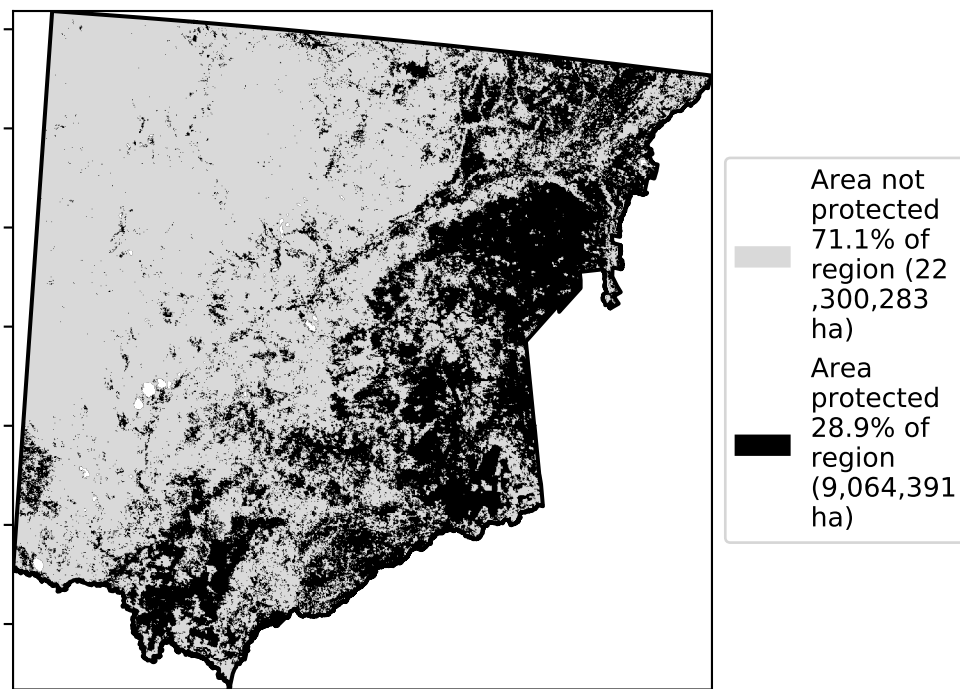 Area not
protected
71.1% of
region (22
,300,283
ha)
Area
protected
28.9% of
region
(9,064,391
ha)